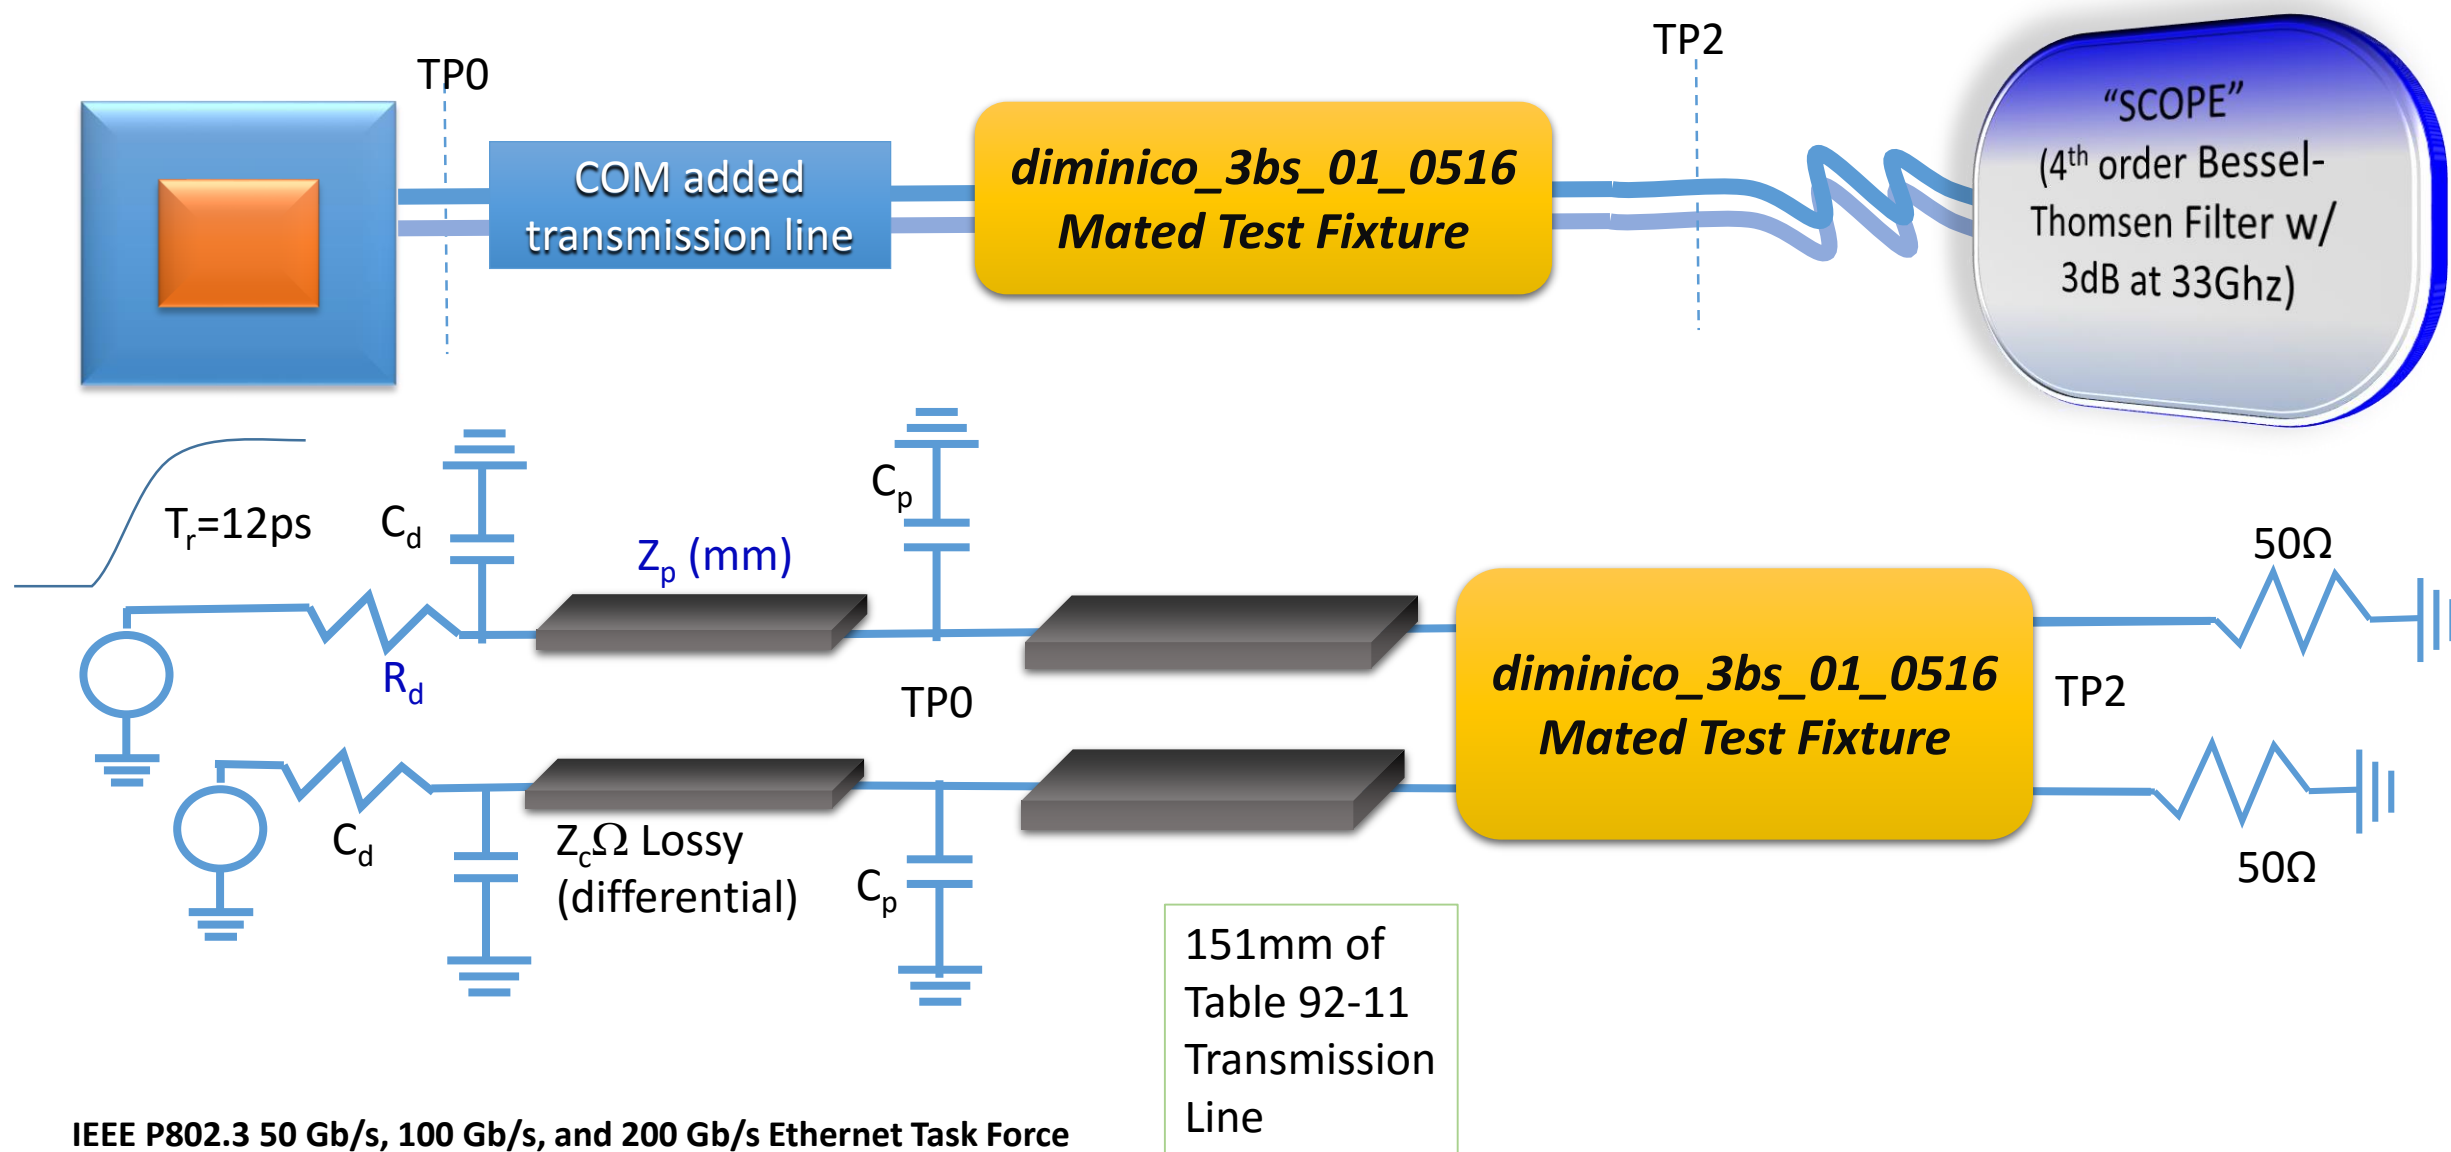 TP0
TP2
COM added
transmission line
diminico_3bs_01_0516
Mated Test Fixture
“SCOPE”
(4th order Bessel-
Thomsen Filter w/
3dB at 33Ghz)
Tr=12ps
Cd
Cp
Zp (mm)
50Ω
Rd
TP0
diminico_3bs_01_0516
Mated Test Fixture
TP2
Cd
ZcΩ Lossy
(differential)
Cp
50Ω
151mm of
Table 92-11
Transmission
Line
IEEE P802.3 50 Gb/s, 100 Gb/s, and 200 Gb/s Ethernet Task Force